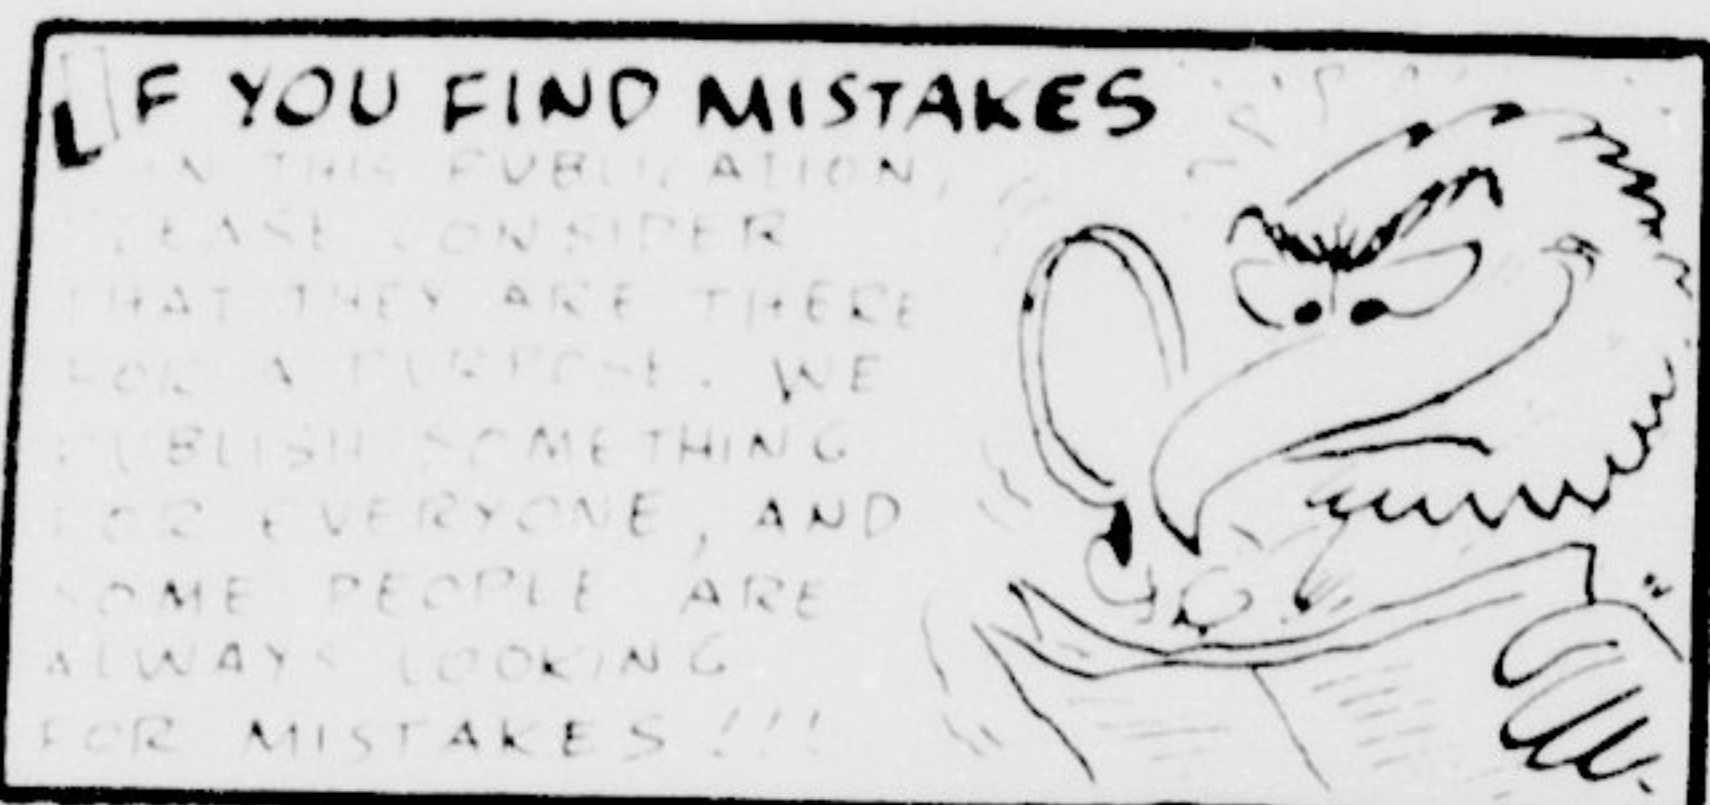 IF YOU FIND MISTAKES
IN THIS PUBLICATION,
PLEASE CONSIDER
THAT THEY ARE THERE
FOR A PURPOSE. WE
PUBLISH SOMETHING
FOR EVERYONE, AND
SOME PEOPLE ARE
ALWAYS LOOKING
FOR MISTAKES!!!